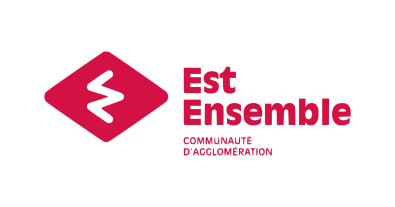 Est
Ensemble
COMMUNAUTÉ
D'AGGLOMÉRATION